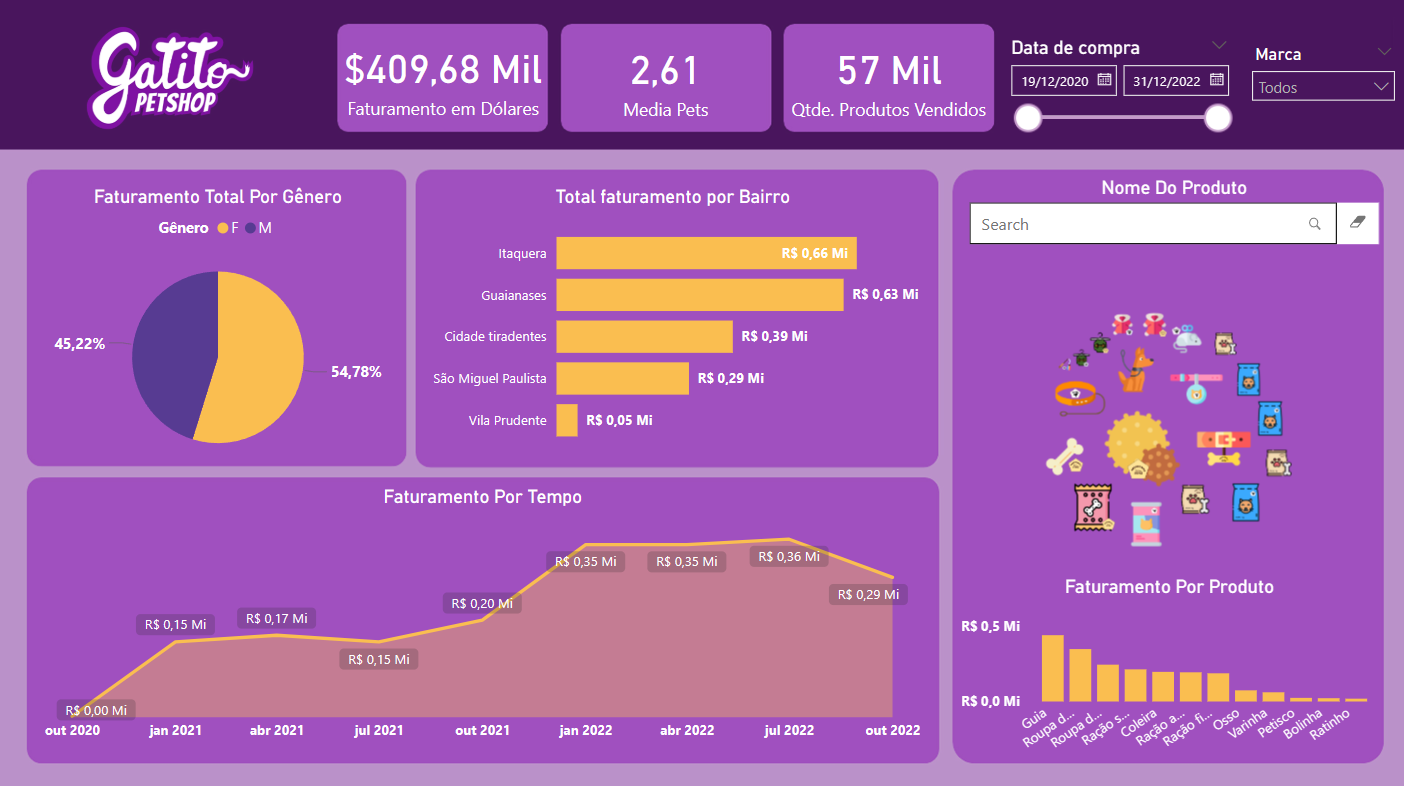 Gatito
PETSHOP
$409,68 Mil
Faturamento em Dólares
2,61
Media Pets
57 Mil
Qtde. Produtos Vendidos
Data de compra
19/12/2020
31/12/2022
Marca
Todos
Faturamento Total Por Gênero
Gênero F M
45,22%
54,78%
Total faturamento por Bairro
Itaquera R$ 0,66 Mi
Guaianases R$ 0,63 Mi
Cidade tiradentes R$ 0,39 Mi
São Miguel Paulista R$ 0,29 Mi
Vila Prudente R$ 0,05 Mi
Nome Do Produto
Search
Faturamento Por Tempo
R$ 0,00 Mi
R$ 0,15 Mi
R$ 0,17 Mi
R$ 0,15 Mi
R$ 0,20 Mi
R$ 0,35 Mi
R$ 0,35 Mi
R$ 0,36 Mi
R$ 0,29 Mi
out 2020 jan 2021 abr 2021 jul 2021 out 2021 jan 2022 abr 2022 jul 2022 out 2022
Faturamento Por Produto
R$ 0,5 Mi
R$ 0,0 Mi
Guia
Roupa d...
Roupa d...
Ração s...
Coleira
Ração a...
Ração fi...
Osso
Varinha
Petisco
Bolinha
Ratinho